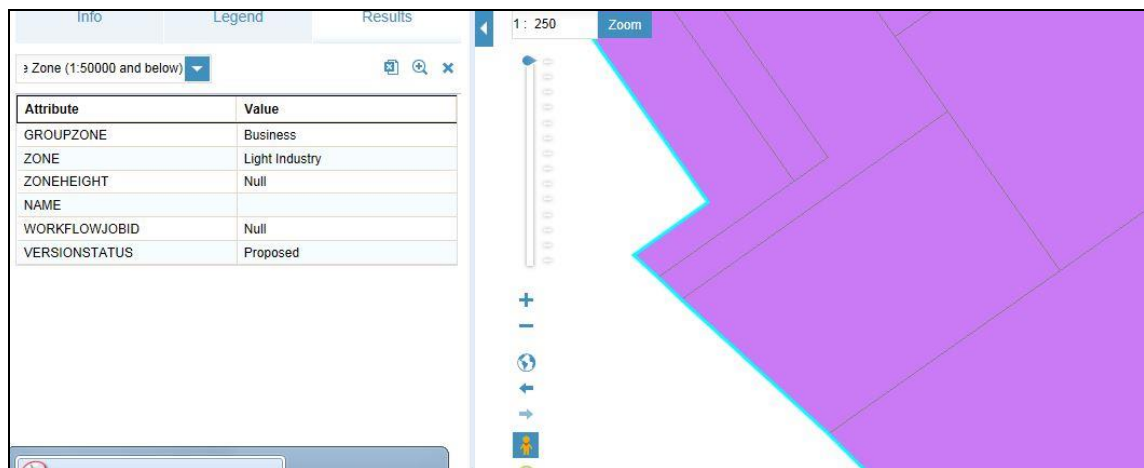 Info Legend Results
e Zone (1:50000 and below)
Attribute Value
GROUPZONE Business
ZONE Light Industry
ZONEHEIGHT Null
NAME
WORKFLOWJOBID Null
VERSIONSTATUS Proposed
1 : 250 Zoom